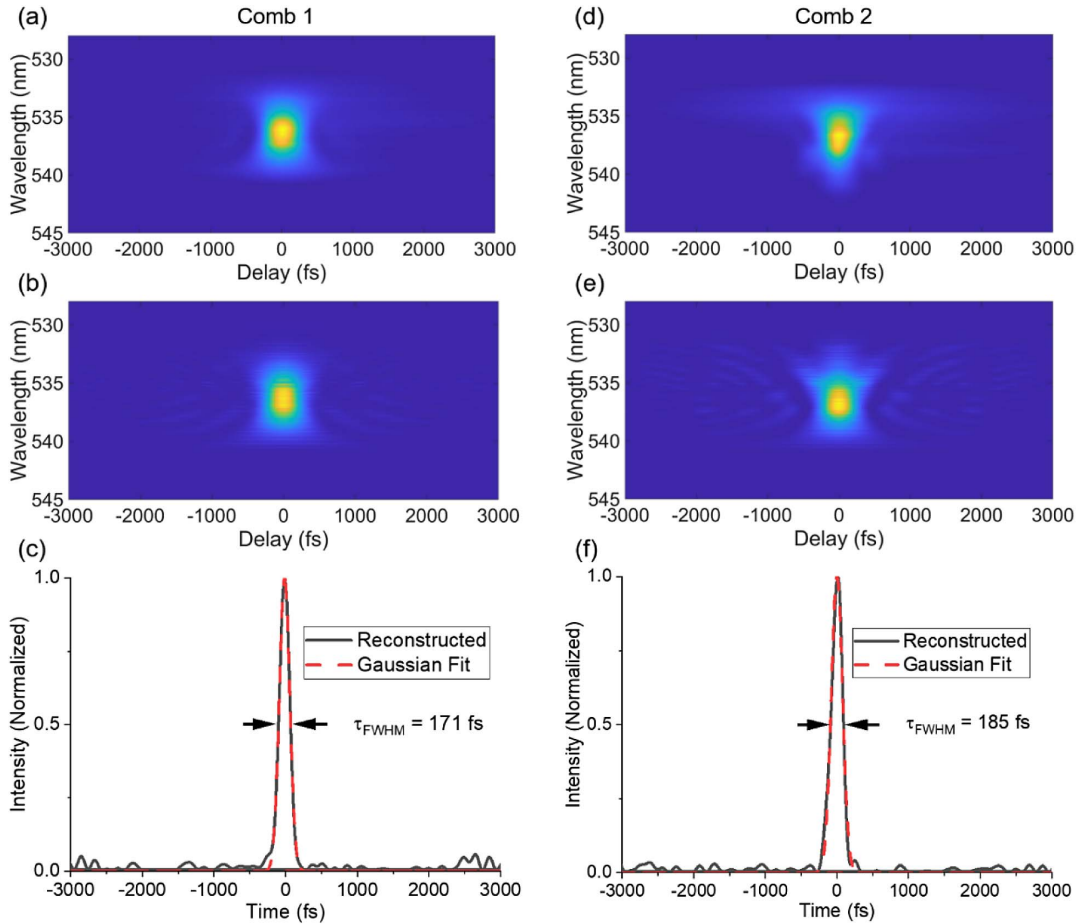 (a) Comb 1
Wavelength (nm)
530
535
540
545
-3000 -2000 -1000 0 1000 2000 3000
Delay (fs)
(d) Comb 2
Wavelength (nm)
530
535
540
545
-3000 -2000 -1000 0 1000 2000 3000
Delay (fs)
(b)
Wavelength (nm)
530
535
540
545
-3000 -2000 -1000 0 1000 2000 3000
Delay (fs)
(e)
Wavelength (nm)
530
535
540
545
-3000 -2000 -1000 0 1000 2000 3000
Delay (fs)
(c)
Intensity (Normalized)
1.0
0.5
0.0
Reconstructed
Gaussian Fit
τFWHM = 171 fs
-3000 -2000 -1000 0 1000 2000 3000
Time (fs)
(f)
Intensity (Normalized)
1.0
0.5
0.0
Reconstructed
Gaussian Fit
τFWHM = 185 fs
-3000 -2000 -1000 0 1000 2000 3000
Time (fs)